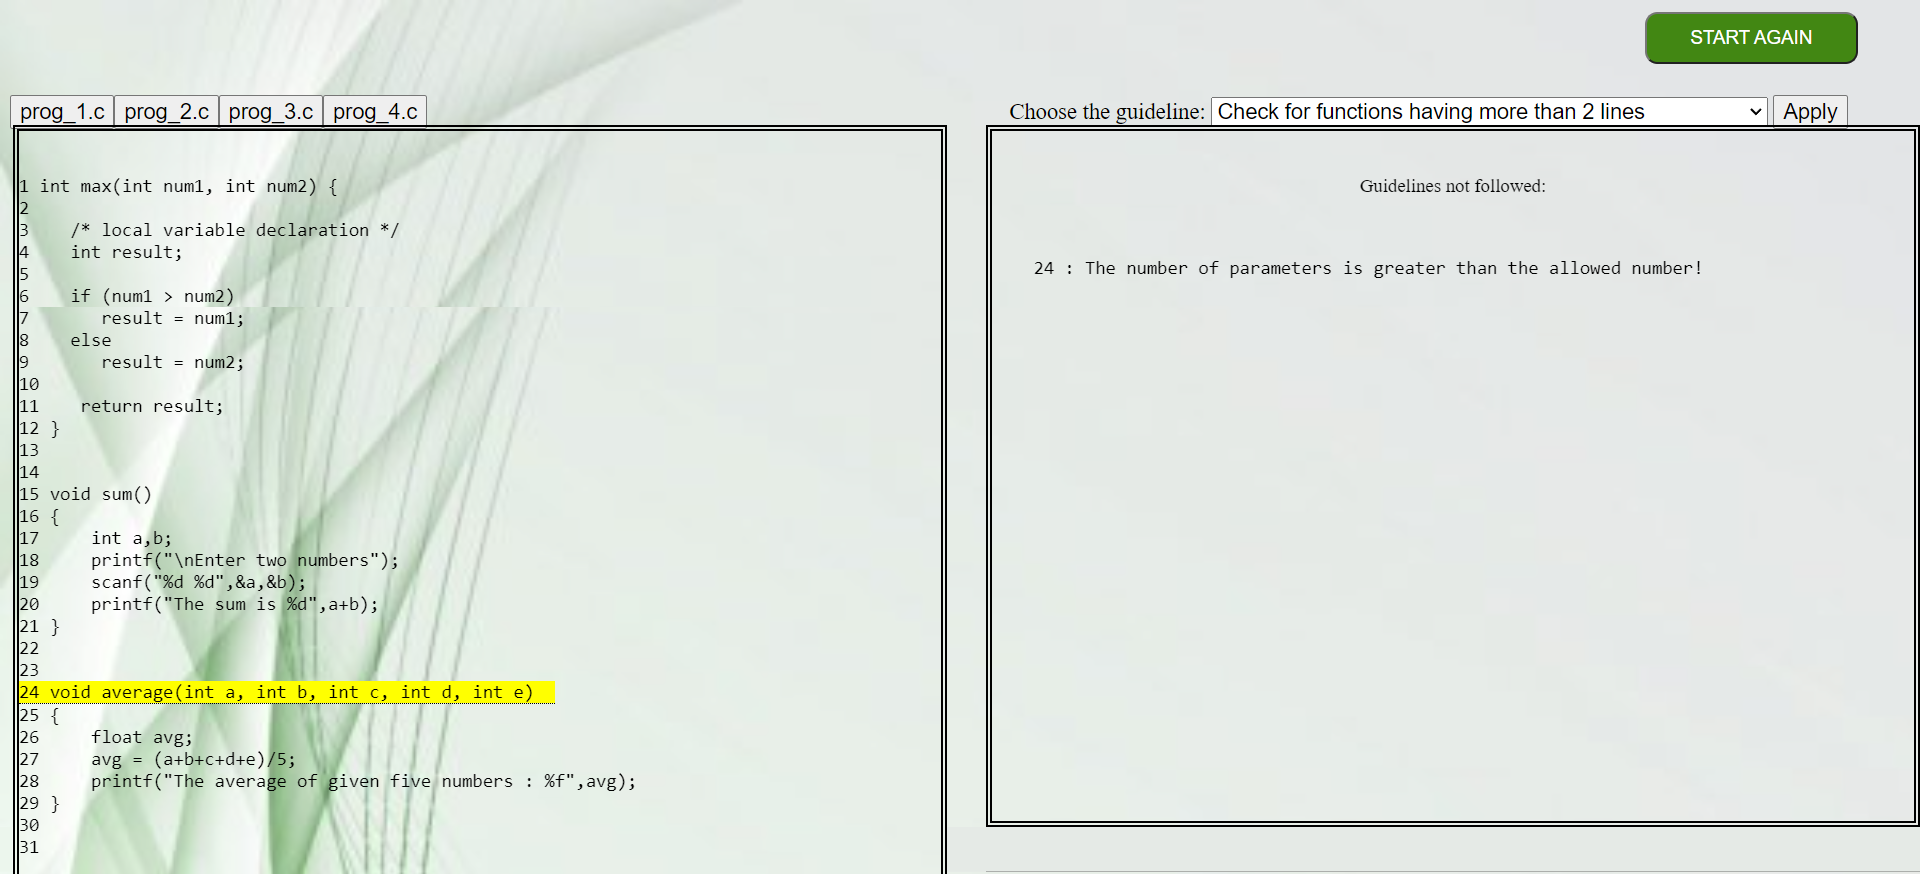 START AGAIN
prog_1.c prog_2.c prog_3.c prog_4.c
Choose the guideline: Check for functions having more than 2 lines Apply
1 int max(int num1, int num2) {
2
3    /* local variable declaration */
4    int result;
5
6    if (num1 > num2)
7       result = num1;
8    else
9       result = num2;
10
11    return result;
12 }
13
14
15 void sum()
16 {
17     int a,b;
18     printf("\nEnter two numbers");
19     scanf("%d %d",&a,&b);
20     printf("The sum is %d",a+b);
21 }
22
23
24 void average(int a, int b, int c, int d, int e)
25 {
26     float avg;
27     avg = (a+b+c+d+e)/5;
28     printf("The average of given five numbers : %f",avg);
29 }
30
31
Guidelines not followed:
24 : The number of parameters is greater than the allowed number!